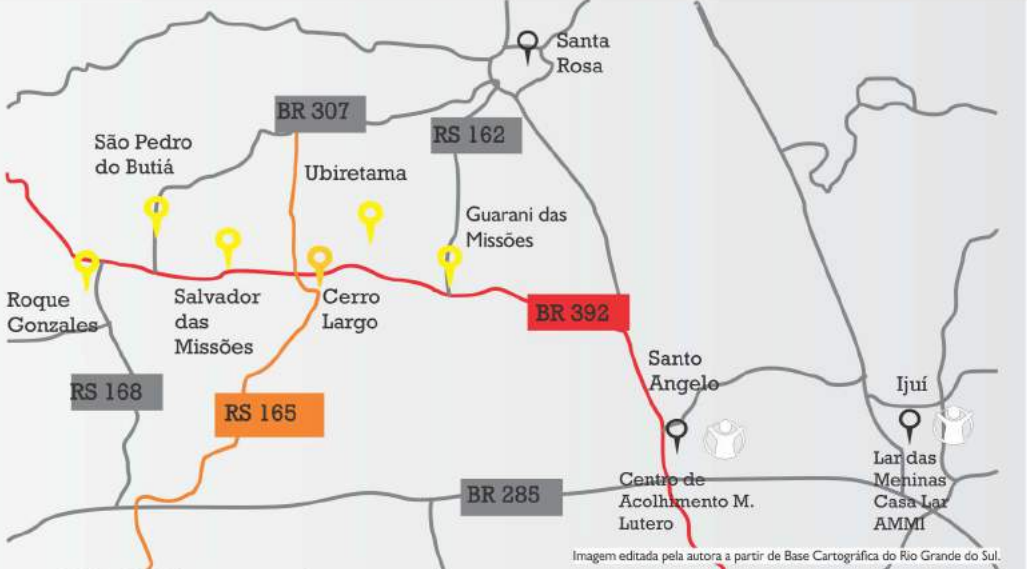 Santa
Rosa
BR 307
RS 162
São Pedro
do Butiá
Ubiretama
Guarani das
Missões
Roque
Gonzales
Salvador
das
Missões
Cerro
Largo
BR 392
Santo
Angelo
Ijuí
RS 168
RS 165
BR 285
Centro de
Acolhimento M.
Lutero
Lar das
Meninas
Casa Lar
AMMI
Imagem editada pela autora a partir de Base Cartográfica do Rio Grande do Sul.